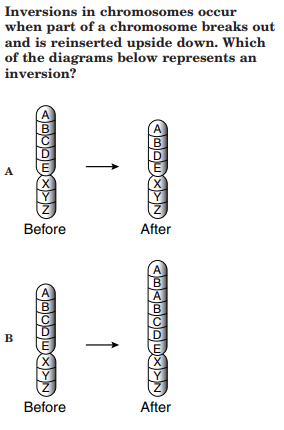 Inversions in chromosomes occur
when part of a chromosome breaks out
and is reinserted upside down. Which
of the diagrams below represents an
inversion?
A
A
B
C
D
E
X
Y
Z
Before
A
B
D
E
X
Y
Z
After
B
A
B
C
D
E
X
Y
Z
Before
A
B
A
B
C
D
E
X
Y
Z
After